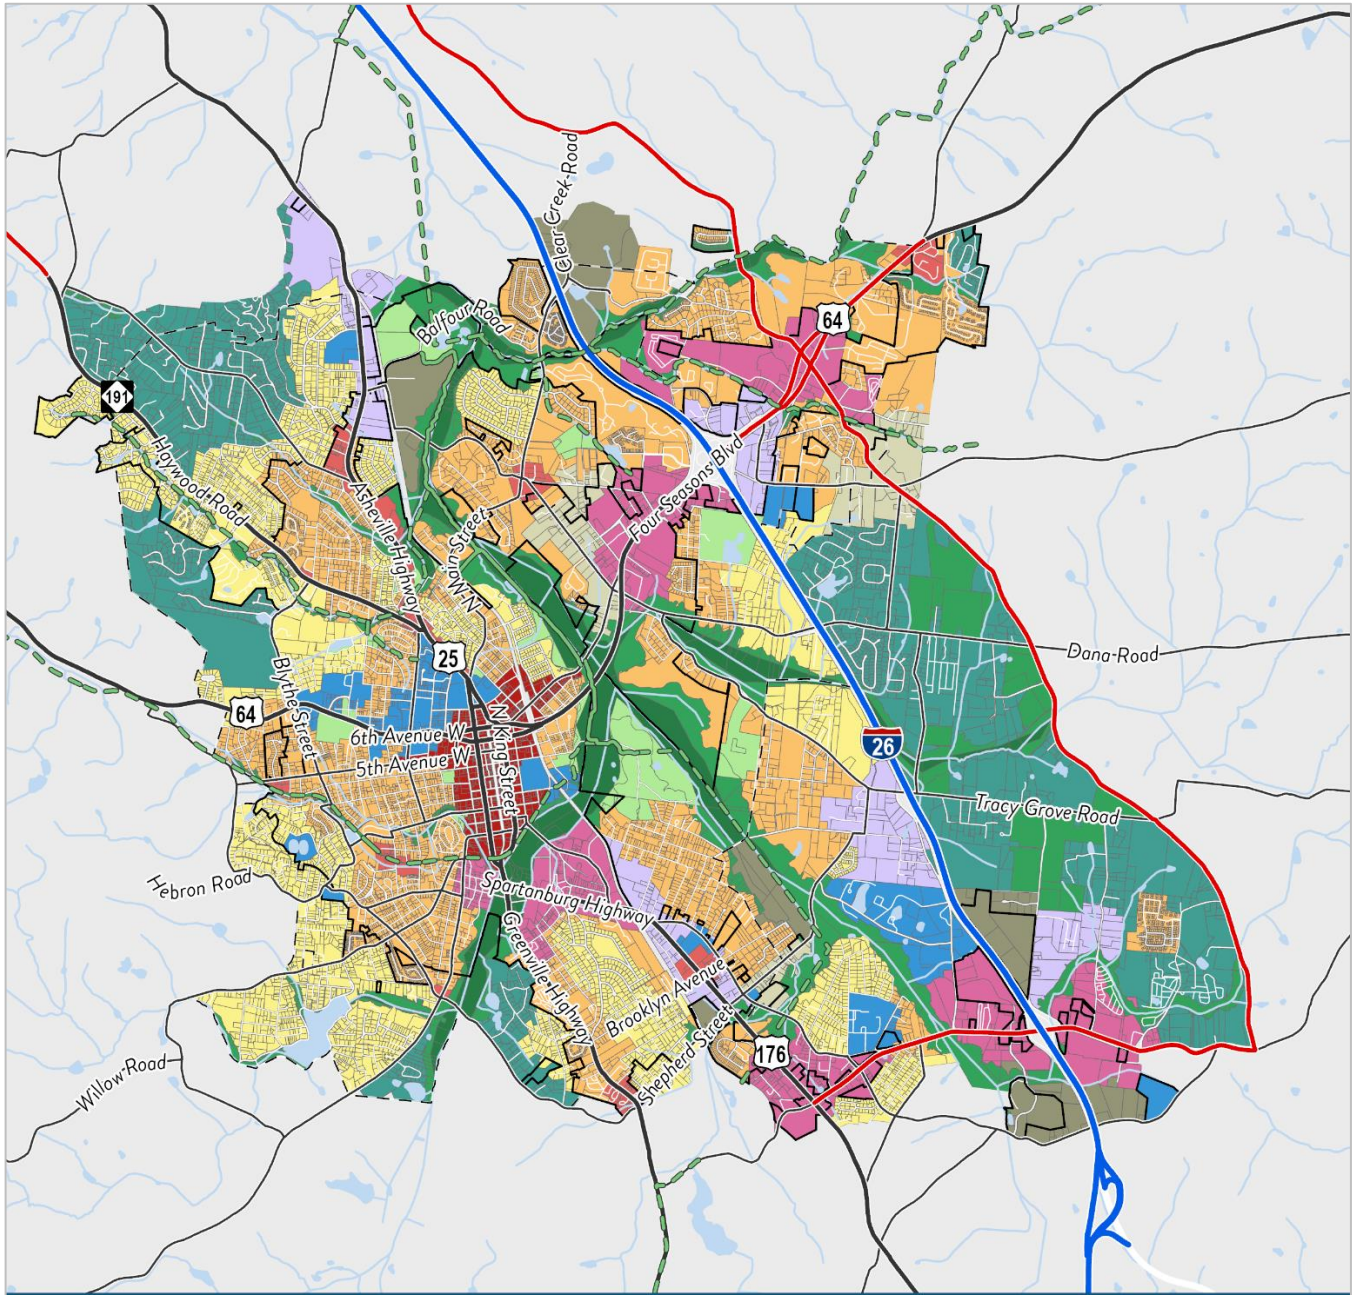 Clear Creek Road
Balfour Road
64
191
Haywood Road
Asheville Highway
N Main Street
Four Seasons Blvd
25
Dana Road
Blythe Street
64
6th Avenue W
5th Avenue W
N King Street
26
Tracy Grove Road
Hebron Road
Spartanburg Highway
Greenville Highway
Brooklyn Avenue
Shepherd Street
176
Willow Road